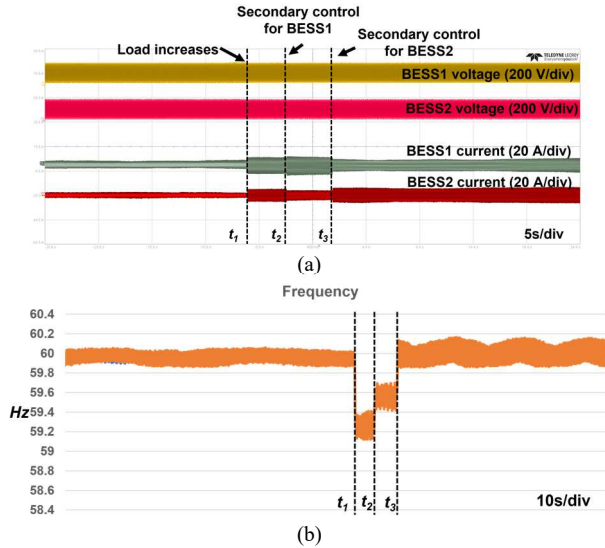 Secondary control
for BESS1
Secondary control
for BESS2
Load increases
TELEDYNE LECROY
BESS1 voltage (200 V/div)
BESS2 voltage (200 V/div)
BESS1 current (20 A/div)
BESS2 current (20 A/div)
t1 t2 t3 5s/div
(a)
Frequency
60.4
60.2
60
59.8
59.6
59.4
Hz
59.2
59
58.8
58.6
58.4
t1 t2 t3 10s/div
(b)